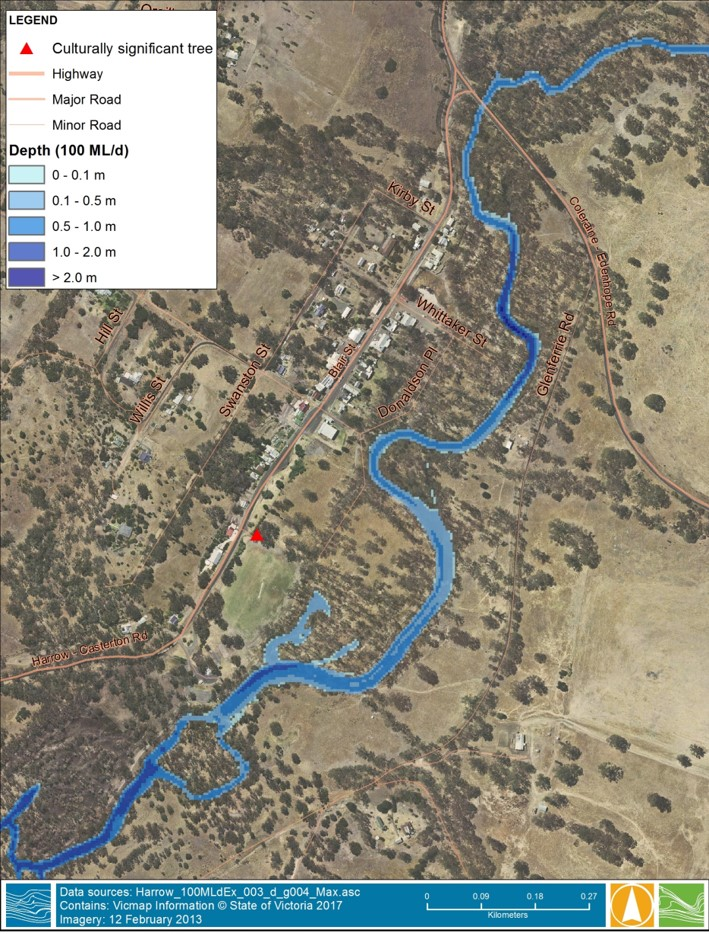 LEGEND
Culturally significant tree
Highway
Major Road
Minor Road
Depth (100 ML/d)
0 - 0.1 m
0.1 - 0.5 m
0.5 - 1.0 m
1.0 - 2.0 m
> 2.0 m
Kirby St
Coleraine - Edenhope Rd
Whittaker St
Hill St
Glenferrie Rd
Blair St
Swanston St
Donaldson Pl
Willis St
Harrow - Casterton Rd
Data sources: Harrow_100MLdEx_003_d_g004_Max.asc
Contains: Vicmap Information © State of Victoria 2017
Imagery: 12 February 2013
0 0.09 0.18 0.27
Kilometers